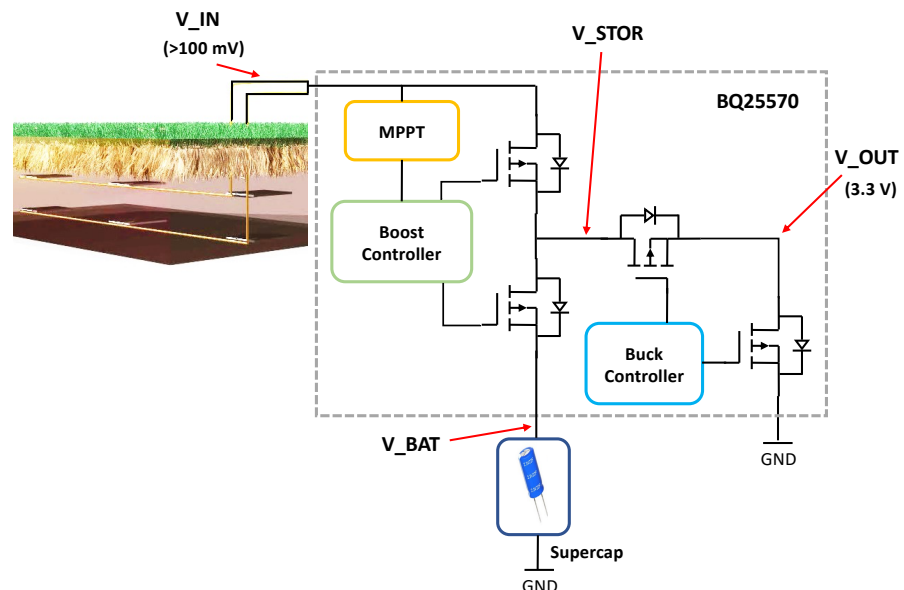 V_IN
(>100 mV)
V_STOR
BQ25570
MPPT
V_OUT
(3.3 V)
Boost
Controller
Buck
Controller
V_BAT
GND
Supercap
GND